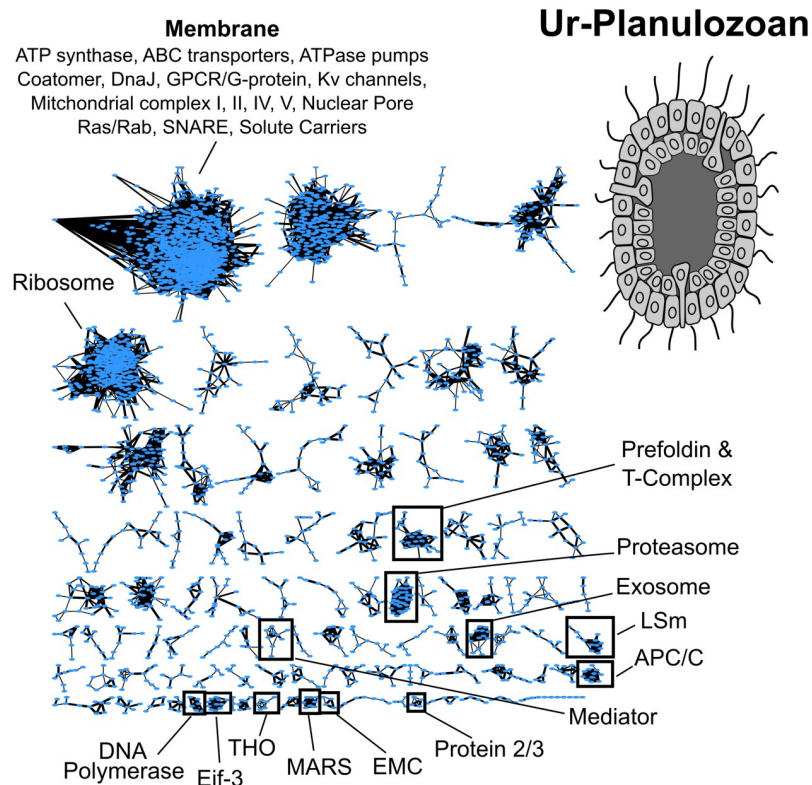 Ur-Planulozoan
Membrane
ATP synthase, ABC transporters, ATPase pumps
Coatomer, DnaJ, GPCR/G-protein, Kv channels,
Mitchondrial complex I, II, IV, V, Nuclear Pore
Ras/Rab, SNARE, Solute Carriers
Ribosome
Prefoldin &
T-Complex
Proteasome
Exosome
LSm
APC/C
Mediator
DNA
Polymerase
Eif-3
THO
MARS
EMC
Protein 2/3